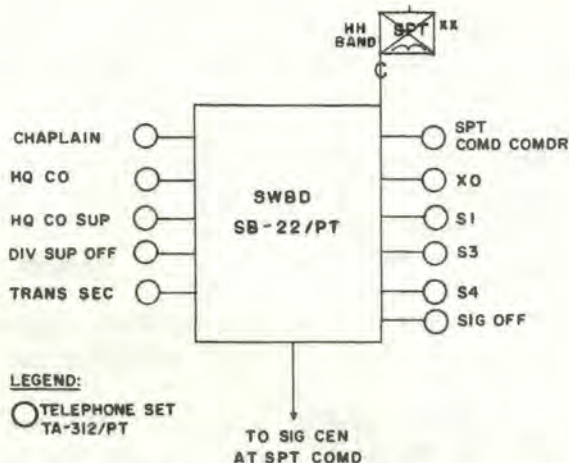 HH
BAND
SPT
XX
CHAPLAIN
HQ CO
HQ CO SUP
DIV SUP OFF
TRANS SEC
SWBD
SB-22/PT
SPT
COMD COMDR
XO
S1
S3
S4
SIG OFF
LEGEND:
TELEPHONE SET
TA-312/PT
TO SIG CEN
AT SPT COMD